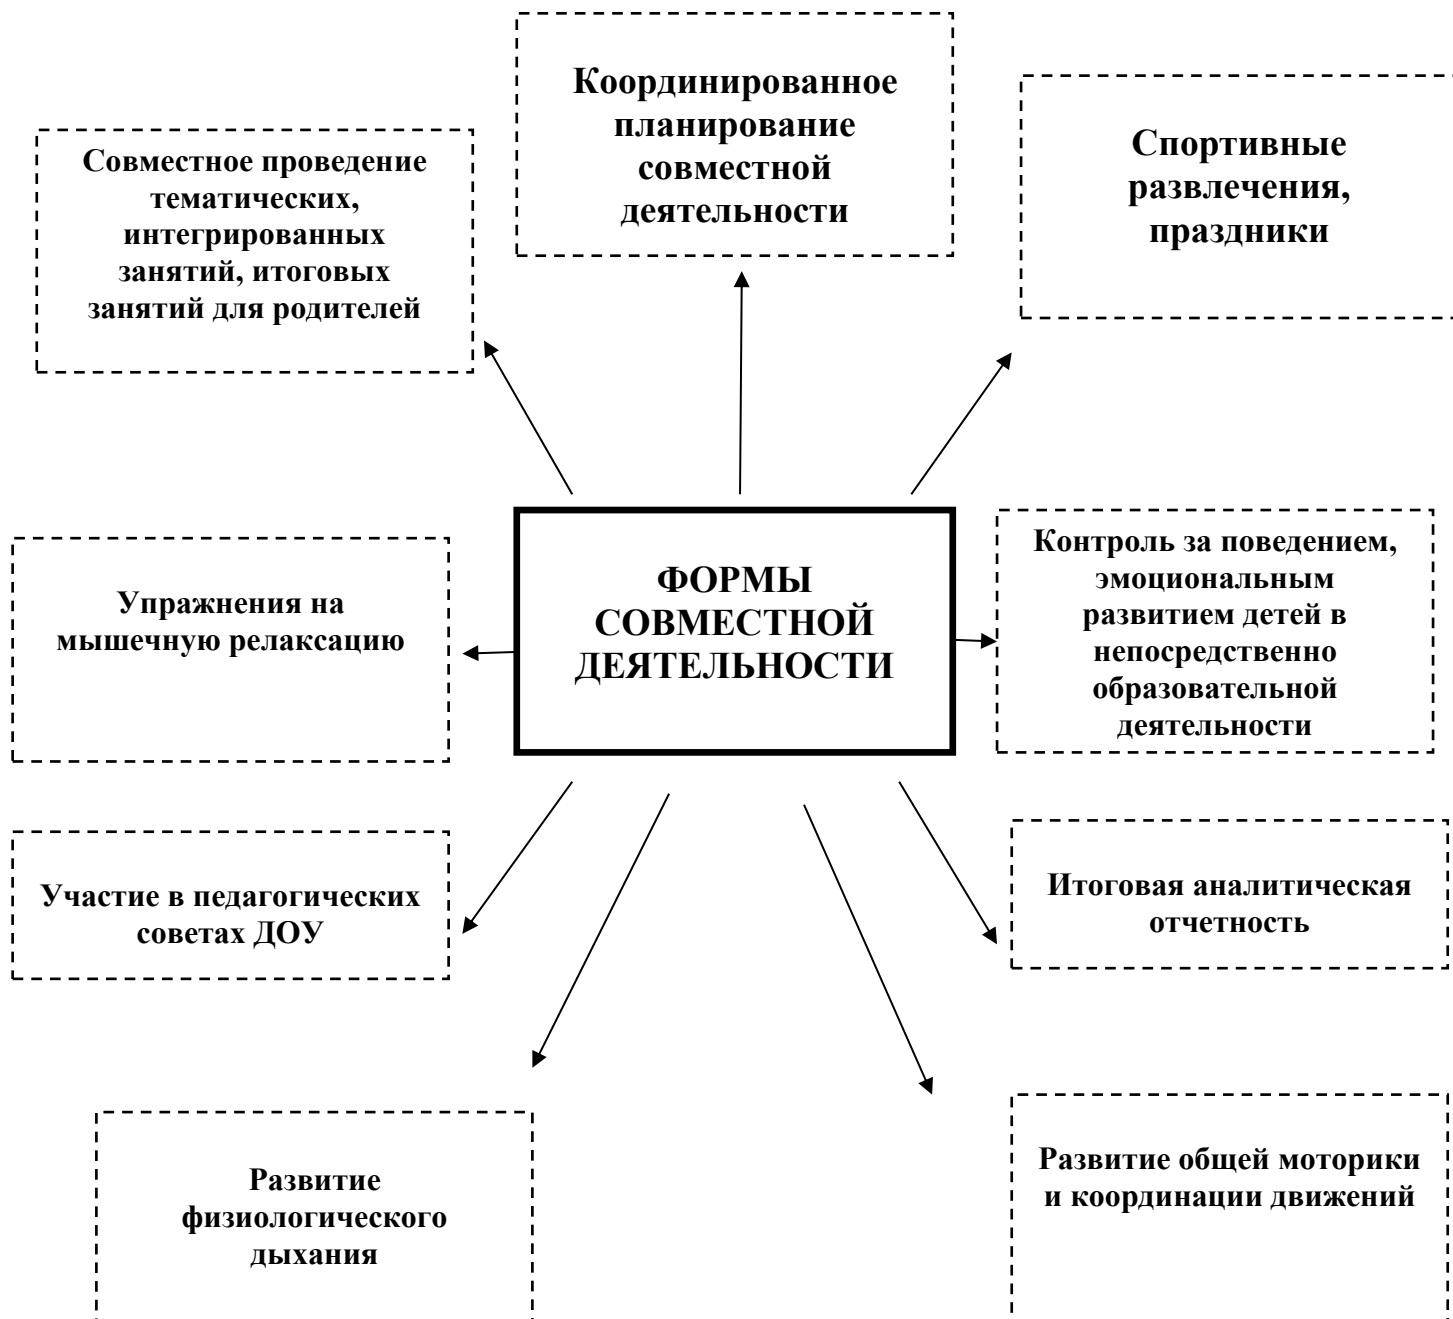 Координированное
планирование
совместной
деятельности
Спортивные
развлечения,
праздники
Совместное проведение
тематических,
интегрированных
занятий, итоговых
занятий для родителей
ФОРМЫ
СОВМЕСТНОЙ
ДЕЯТЕЛЬНОСТИ
Упражнения на
мышечную релаксацию
Контроль за поведением,
эмоциональным
развитием детей в
непосредственно
образовательной
деятельности
Участие в педагогических
советах ДОУ
Итоговая аналитическая
отчетность
Развитие
физиологического
дыхания
Развитие общей моторики
и координации движений